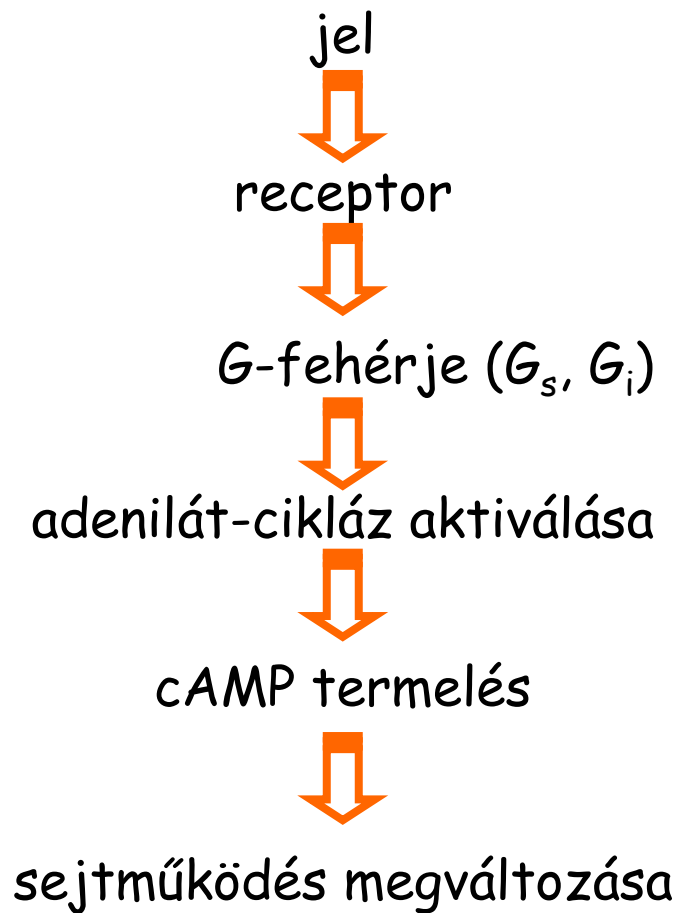 jel
receptor
G-fehérje (Gs, Gi)
adenilát-cikláz aktiválása
cAMP termelés
sejtműködés megváltozása